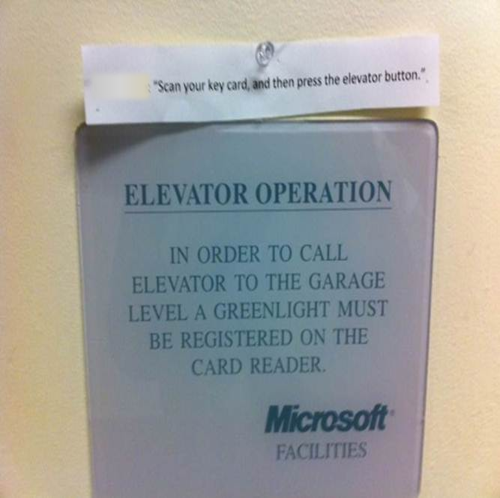 : "Scan your key card, and then press the elevator button."
ELEVATOR OPERATION
IN ORDER TO CALL
ELEVATOR TO THE GARAGE
LEVEL A GREENLIGHT MUST
BE REGISTERED ON THE
CARD READER.
Microsoft®
FACILITIES